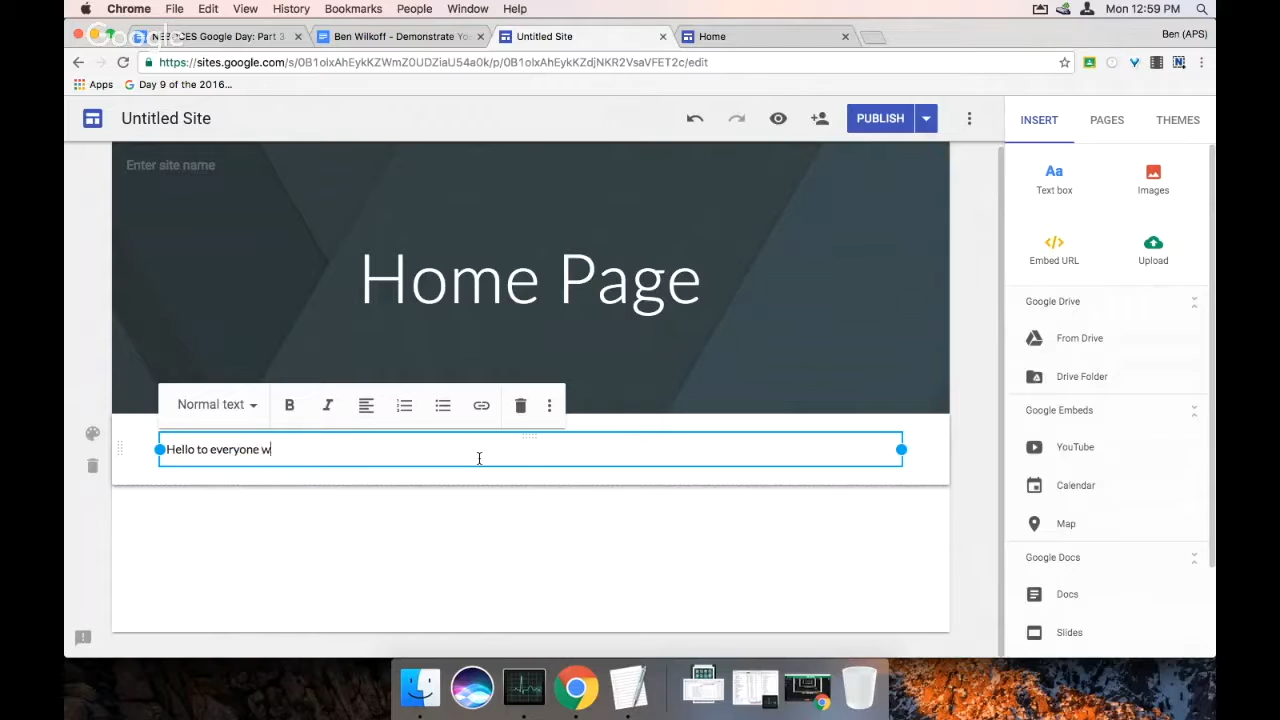 Chrome File Edit View History Bookmarks People Window Help Mon 12:59 PM
Google
Google Day: Part 3 Ben Wilkoff - Demonstrate Yo Untitled Site Home Ben (APS)
https://sites.google.com/s/0B1olxAhEykKZWmZ0UDZiaU54a0k/p/0B1olxAhEykKZdjNKR2VsaVFET2c/edit
Apps Day 9 of the 2016...
Untitled Site PUBLISH INSERT PAGES THEMES
Enter site name
Home Page
Aa
Text box Images
Embed URL Upload
Normal text B I
Hello to everyone w
Google Drive
From Drive
Drive Folder
Google Embeds
YouTube
Calendar
Map
Google Docs
Docs
Slides